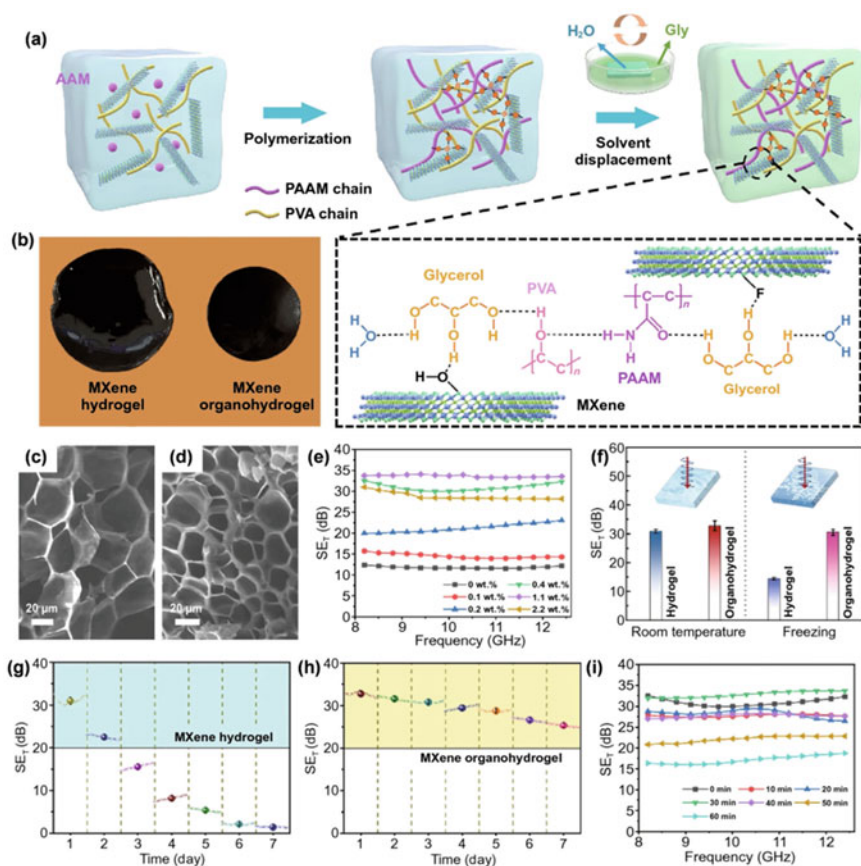 (a)
AAM
Polymerization
H₂O
Gly
Solvent
displacement
PAAM chain
PVA chain
(b)
MXene
hydrogel
MXene
organohydrogel
Glycerol
PVA
PAAM
Glycerol
MXene
H
O
H
O
O
H
O
H
H
O
H
O
n
H
N
H
O
n
F
H
O
O
H
O
H
O
H
H
(c)
20 µm
(d)
20 µm
(e)
SE_T (dB)
40
35
30
25
20
15
10
5
0
0 wt.%
0.1 wt.%
0.2 wt.%
0.4 wt.%
1.1 wt.%
2.2 wt.%
8
9
10
11
12
Frequency (GHz)
(f)
SE_T (dB)
60
50
40
30
20
10
0
Hydrogel
Organohydrogel
Hydrogel
Organohydrogel
Room temperature
Freezing
(g)
SE_T (dB)
40
30
20
10
0
MXene hydrogel
1 2 3 4 5 6 7
Time (day)
(h)
SE_T (dB)
40
30
20
10
0
MXene organohydrogel
1 2 3 4 5 6 7
Time (day)
(i)
SE_T (dB)
40
35
30
25
20
15
10
5
0
0 min 10 min 20 min
30 min 40 min 50 min
60 min
8 9 10 11 12
Frequency (GHz)